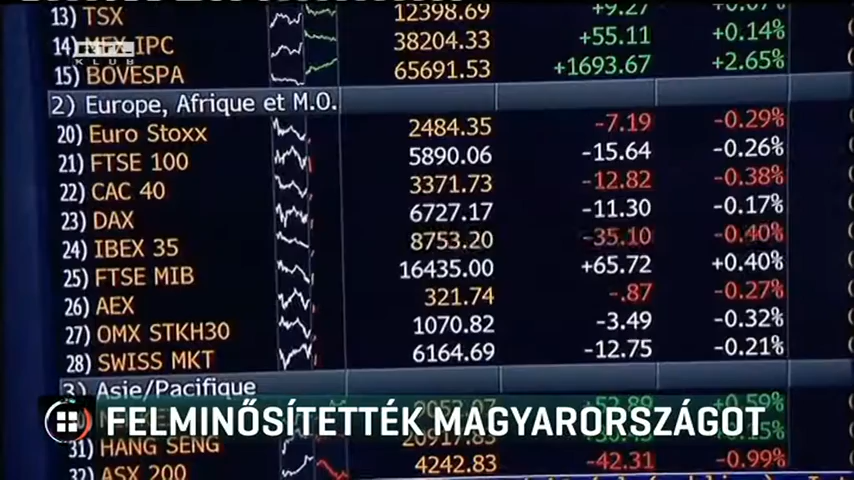 13) TSX 12398.69 +9.27 +0.07%
14) MEX IPC 38204.33 +55.11 +0.14%
RTL
KLUB
15) BOVESPA 65691.53 +1693.67 +2.65%
2) Europe, Afrique et M.O.
20) Euro Stoxx 2484.35 -7.19 -0.29%
21) FTSE 100 5890.06 -15.64 -0.26%
22) CAC 40 3371.73 -12.82 -0.38%
23) DAX 6727.17 -11.30 -0.17%
24) IBEX 35 8753.20 -35.10 -0.40%
25) FTSE MIB 16435.00 +65.72 +0.40%
26) AEX 321.74 -.87 -0.27%
27) OMX STKH30 1070.82 -3.49 -0.32%
28) SWISS MKT 6164.69 -12.75 -0.21%
3) Asie/Pacifique
FELMINŐSÍTETTÉK MAGYARORSZÁGOT
31) HANG SENG
32) ASX 200 4242.83 -42.31 -0.99%